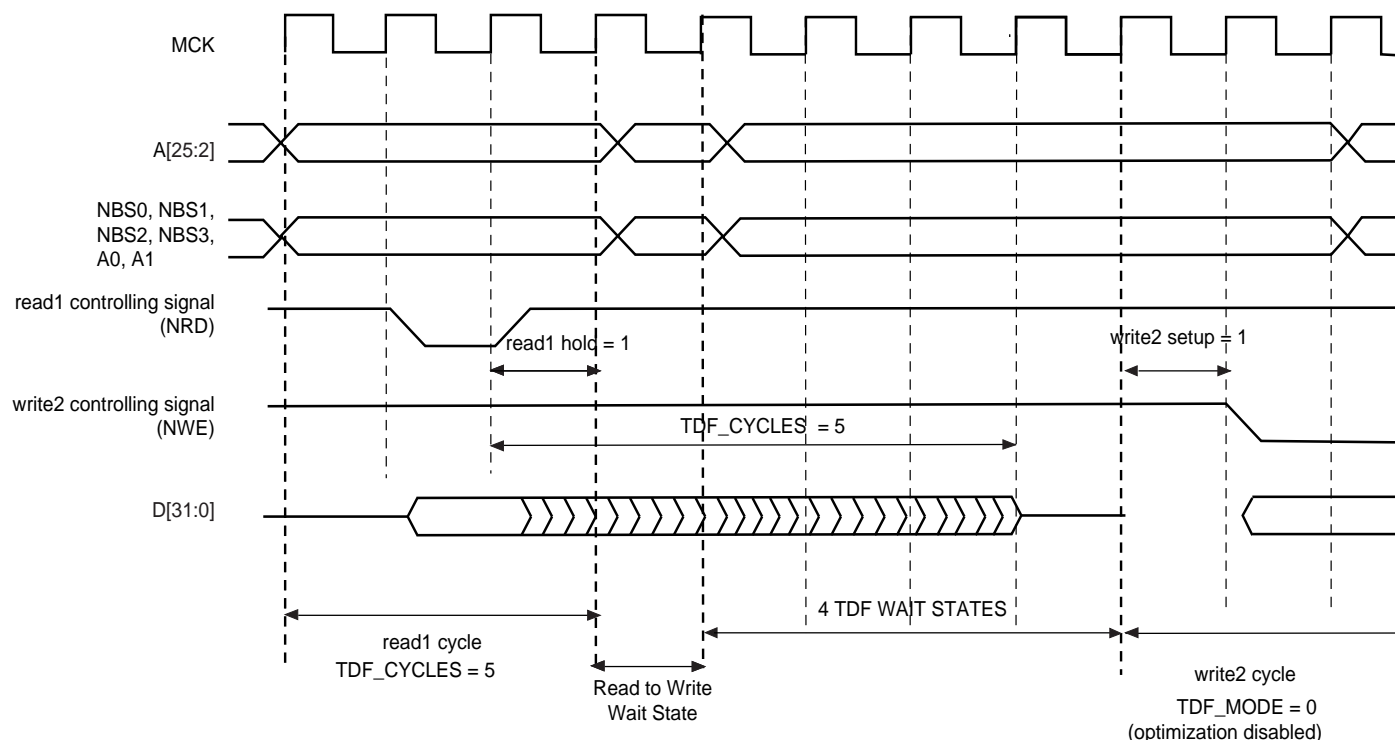 MCK
A[25:2]
NBS0, NBS1,
NBS2, NBS3,
A0, A1
read1 controlling signal
(NRD)
read1 hold = 1
write2 setup = 1
write2 controlling signal
(NWE)
TDF_CYCLES = 5
D[31:0]
4 TDF WAIT STATES
read1 cycle
TDF_CYCLES = 5
Read to Write
Wait State
write2 cycle
TDF_MODE = 0
(optimization disabled)